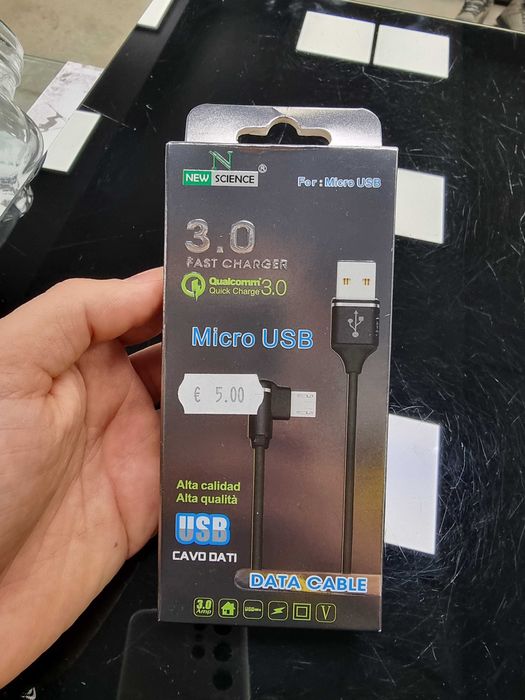 N
NEW SCIENCE ®
For : Micro USB
3.0
FAST CHARGER
Qualcomm
Quick Charge 3.0
Micro USB
€ 5.00
Alta calidad
Alta qualità
USB
CAVO DATI
DATA CABLE
3.0
Amp
V